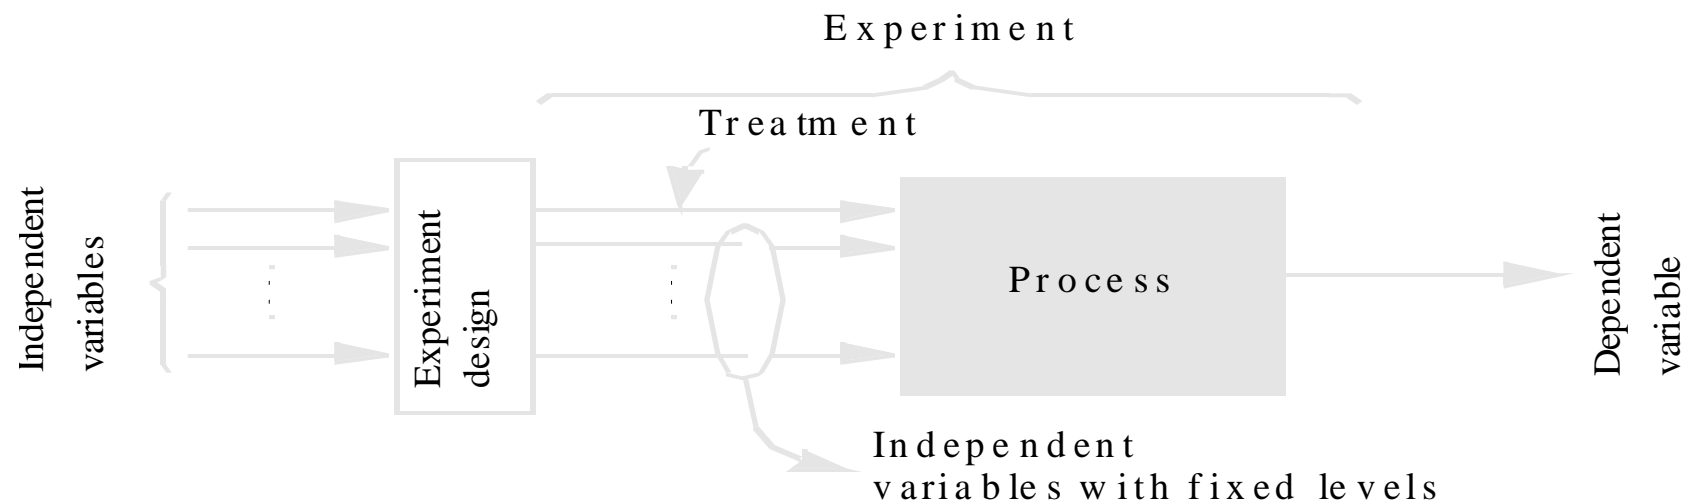 Experiment
Treatment
Independent
variables
Experiment
design
Process
Dependent
variable
Independent
variables with fixed levels